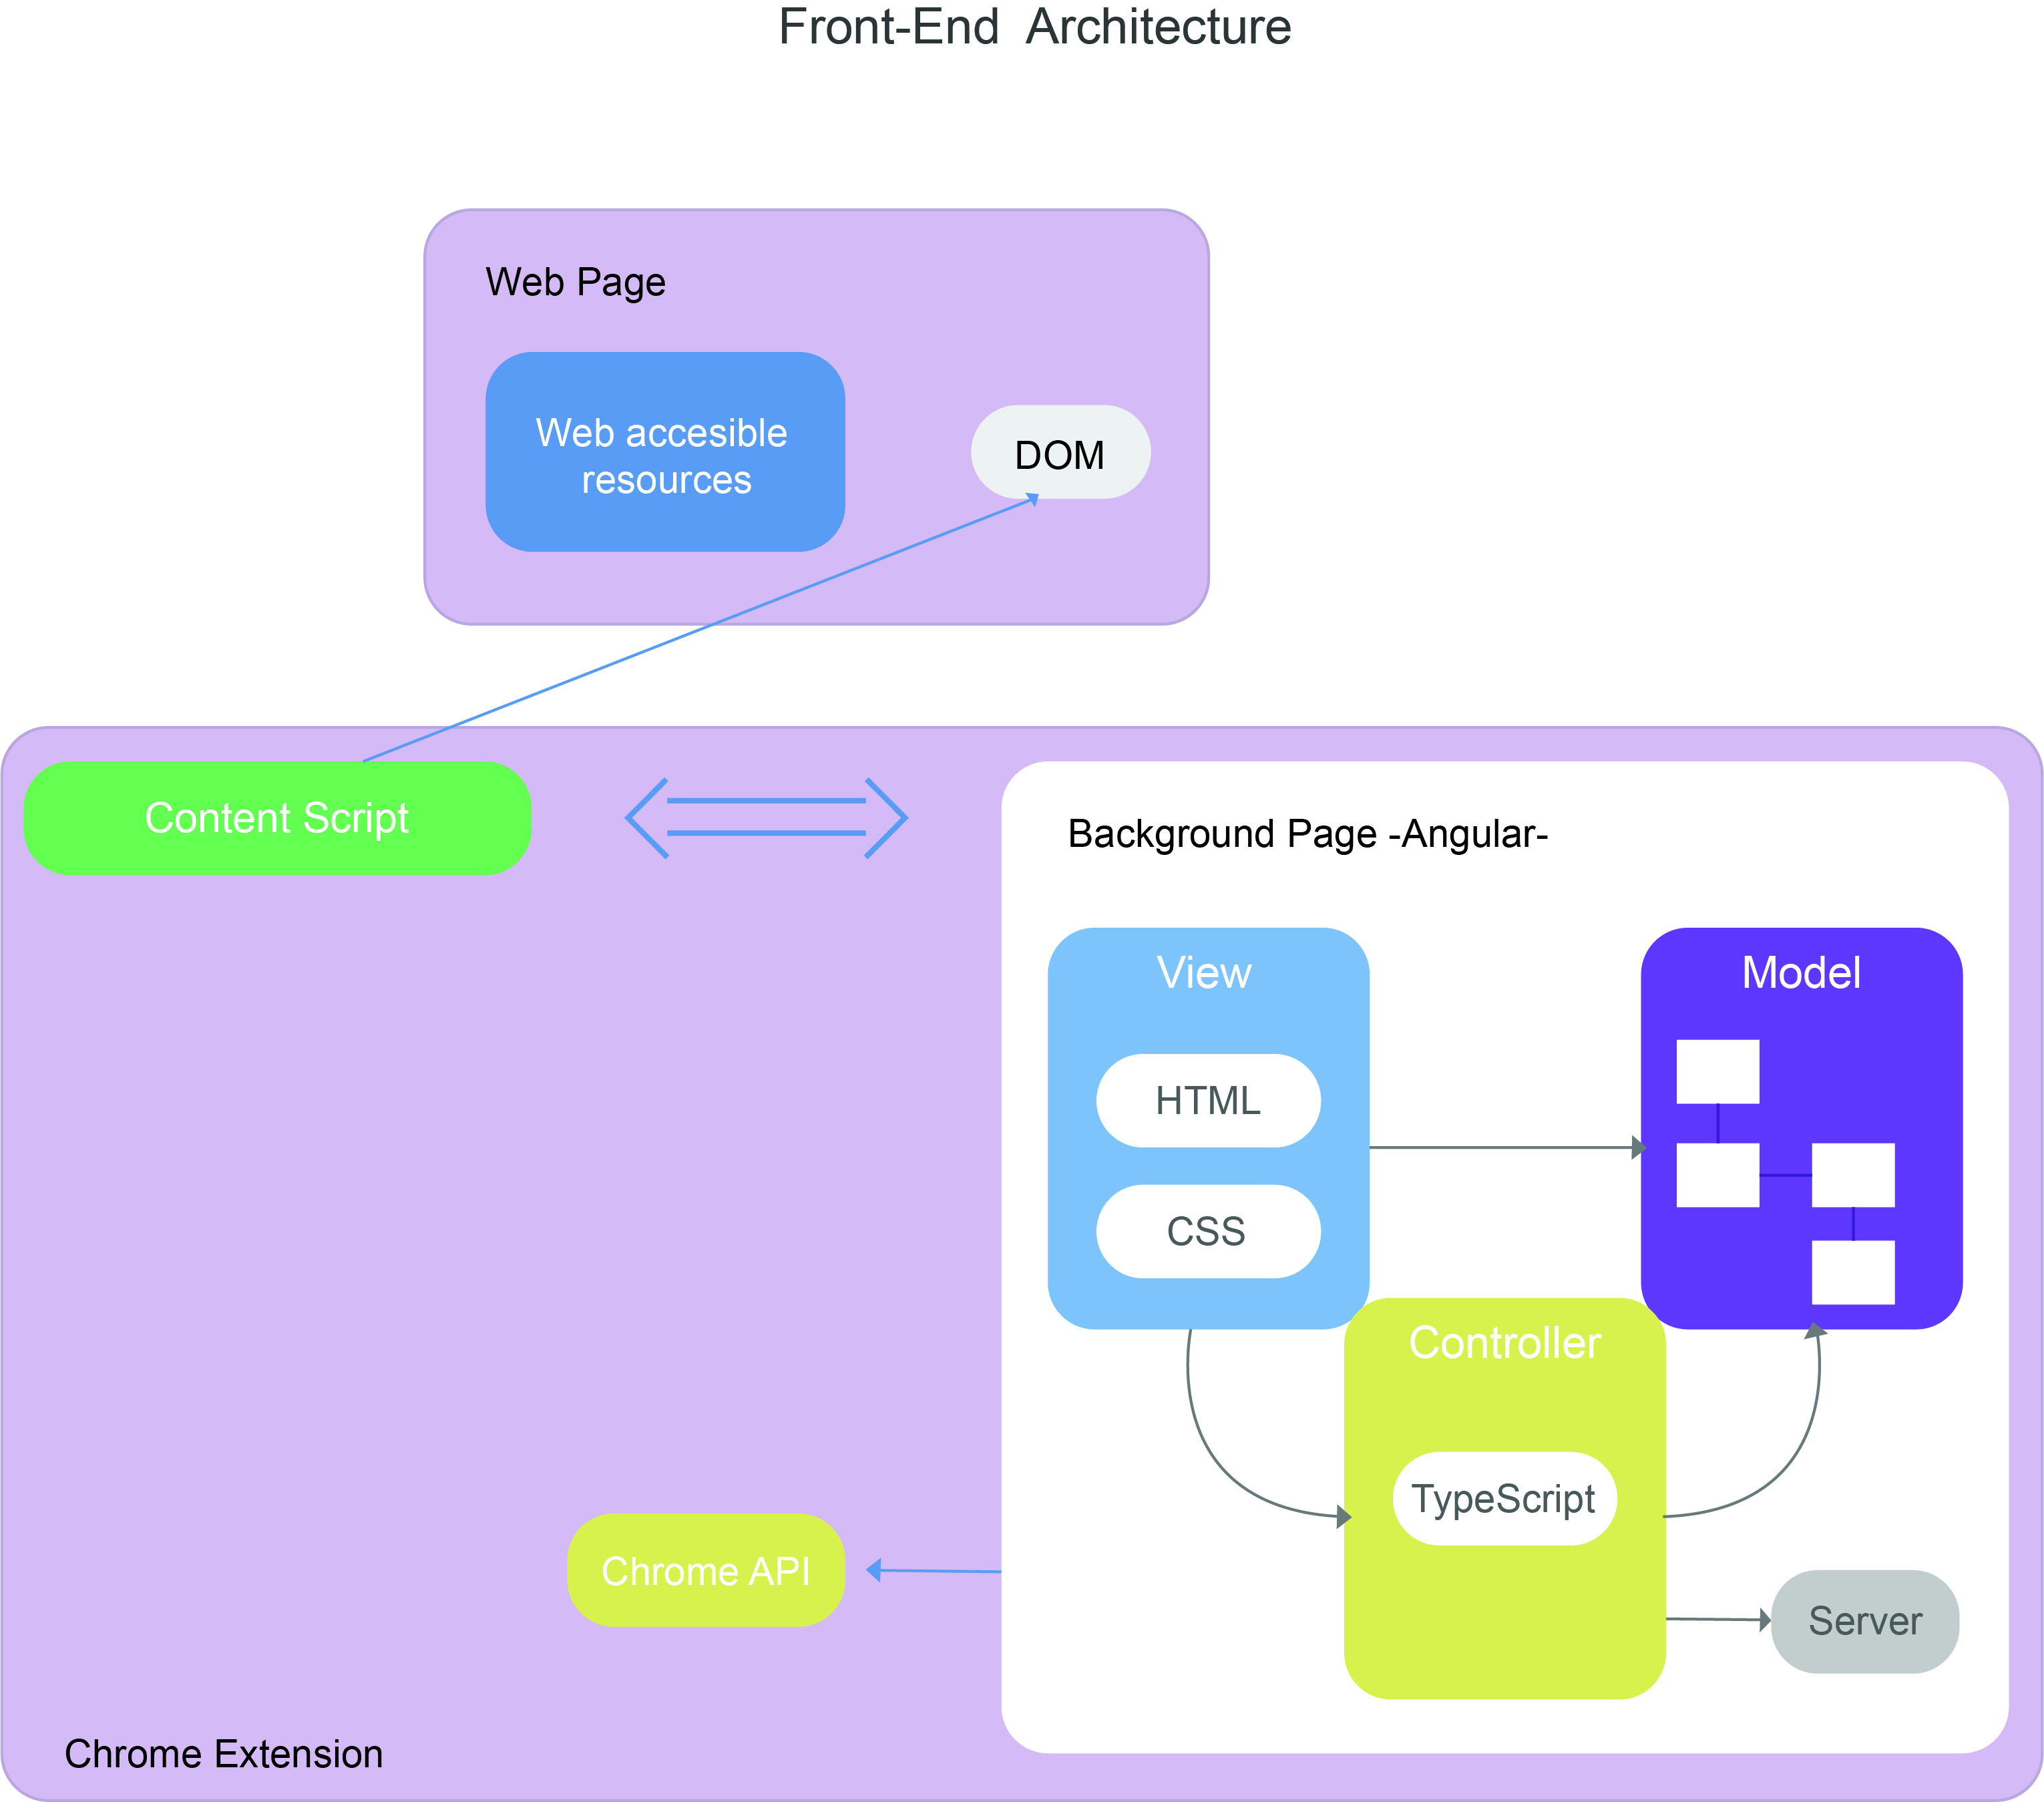 Front-End  Architecture
Web Page
Web accesible
resources
DOM
Content Script
Background Page -Angular-
View
Model
HTML
CSS
Controller
TypeScript
Chrome API
Server
Chrome Extension